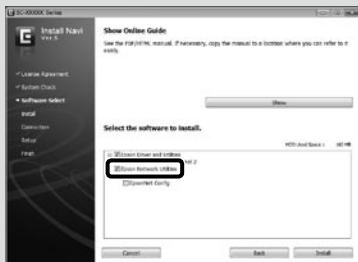 SC-XXXXX Series
Install Navi
Ver.5
License Agreement
System Check
Software Select
Install
Connection
Setup
Finish
Show Online Guide
See the PDF/HTML manual. If necessary, copy the manual to a location where you can refer to it
easily.
Show
Select the software to install.
Epson Driver and Utilities
Epson Network Utilities
EpsonNet Config
Cancel
Back
Install